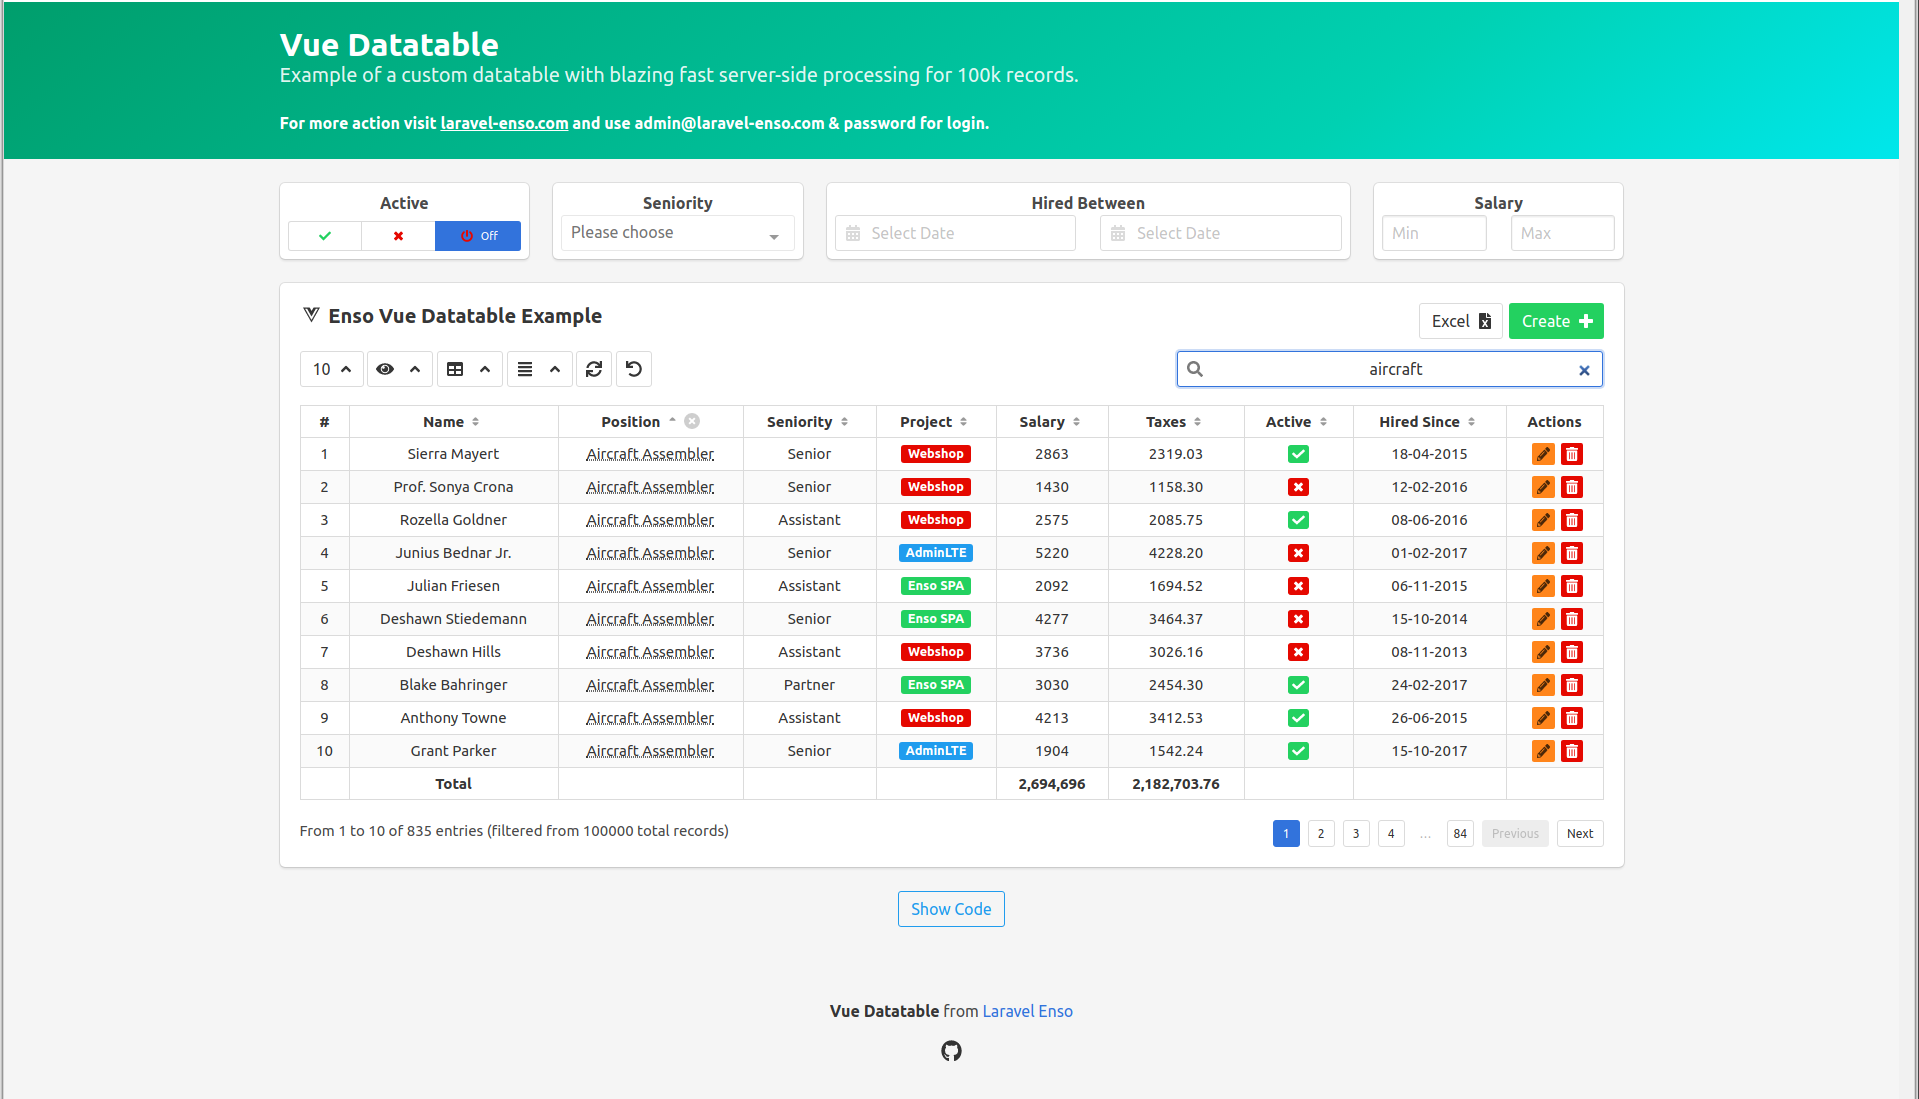 Vue Datatable
Example of a custom datatable with blazing fast server-side processing for 100k records.
For more action visit laravel-enso.com and use admin@laravel-enso.com & password for login.
Active Seniority Hired Between Salary
Off Please choose Select Date Select Date Min Max
Enso Vue Datatable Example
Excel Create
10 aircraft
# Name Position Seniority Project Salary Taxes Active Hired Since Actions
1 Sierra Mayert Aircraft Assembler Senior Webshop 2863 2319.03 18-04-2015
2 Prof. Sonya Crona Aircraft Assembler Senior Webshop 1430 1158.30 12-02-2016
3 Rozella Goldner Aircraft Assembler Assistant Webshop 2575 2085.75 08-06-2016
4 Junius Bednar Jr. Aircraft Assembler Senior AdminLTE 5220 4228.20 01-02-2017
5 Julian Friesen Aircraft Assembler Assistant Enso SPA 2092 1694.52 06-11-2015
6 Deshawn Stiedemann Aircraft Assembler Senior Enso SPA 4277 3464.37 15-10-2014
7 Deshawn Hills Aircraft Assembler Assistant Webshop 3736 3026.16 08-11-2013
8 Blake Bahringer Aircraft Assembler Partner Enso SPA 3030 2454.30 24-02-2017
9 Anthony Towne Aircraft Assembler Assistant Webshop 4213 3412.53 26-06-2015
10 Grant Parker Aircraft Assembler Senior AdminLTE 1904 1542.24 15-10-2017
Total 2,694,696 2,182,703.76
From 1 to 10 of 835 entries (filtered from 100000 total records) 1 2 3 4 ... 84 Previous Next
Show Code
Vue Datatable from Laravel Enso